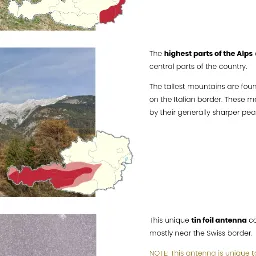 The highest parts of the Alps
central parts of the country.
The tallest mountains are foun
on the Italian border. These m
by their generally sharper pea
This unique tin foil antenna c
mostly near the Swiss border.
NOTE: This antenna is unique t